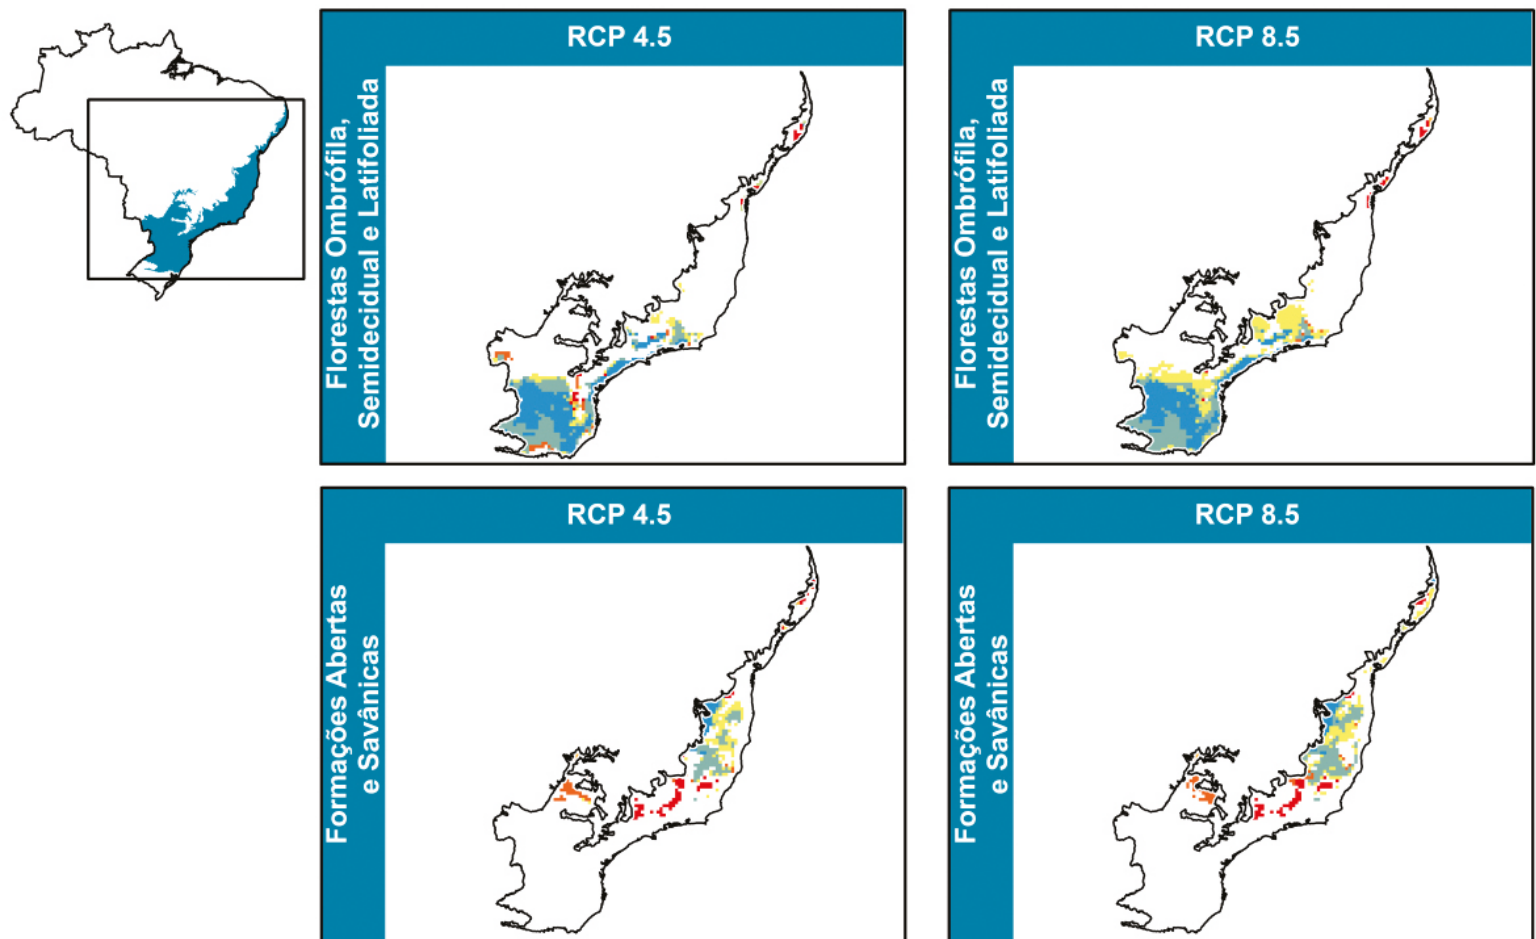 RCP 4.5
Florestas Ombrófila,
Semidecidual e Latifoliada
RCP 8.5
Florestas Ombrófila,
Semidecidual e Latifoliada
RCP 4.5
Formações Abertas
e Savânicas
RCP 8.5
Formações Abertas
e Savânicas